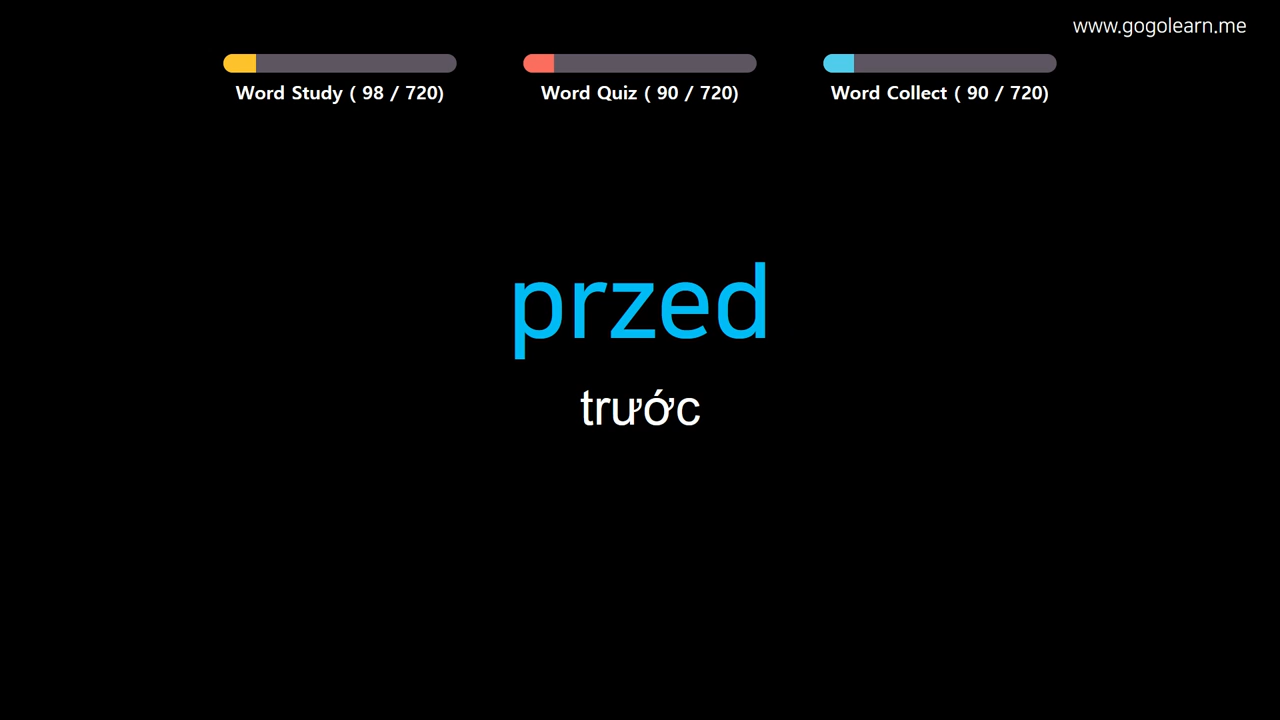 www.gogolearn.me
Word Study ( 98 / 720)
Word Quiz ( 90 / 720)
Word Collect ( 90 / 720)
przed
trước